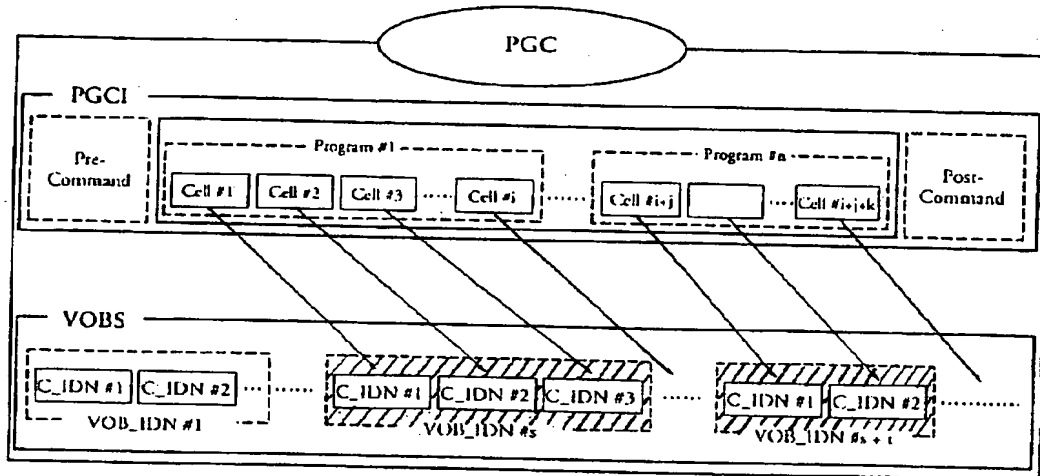 PGC
PGCI
Pre-
Command
Program #1
Cell #1
Cell #2
Cell #3
Cell #i
Program #n
Cell #i+j
Cell #i+j+k
Post-
Command
VOBS
C_IDN #1
C_IDN #2
VOB_IDN #1
C_IDN #1
C_IDN #2
C_IDN #3
VOB_IDN #s
C_IDN #1
C_IDN #2
VOB_IDN #s + t